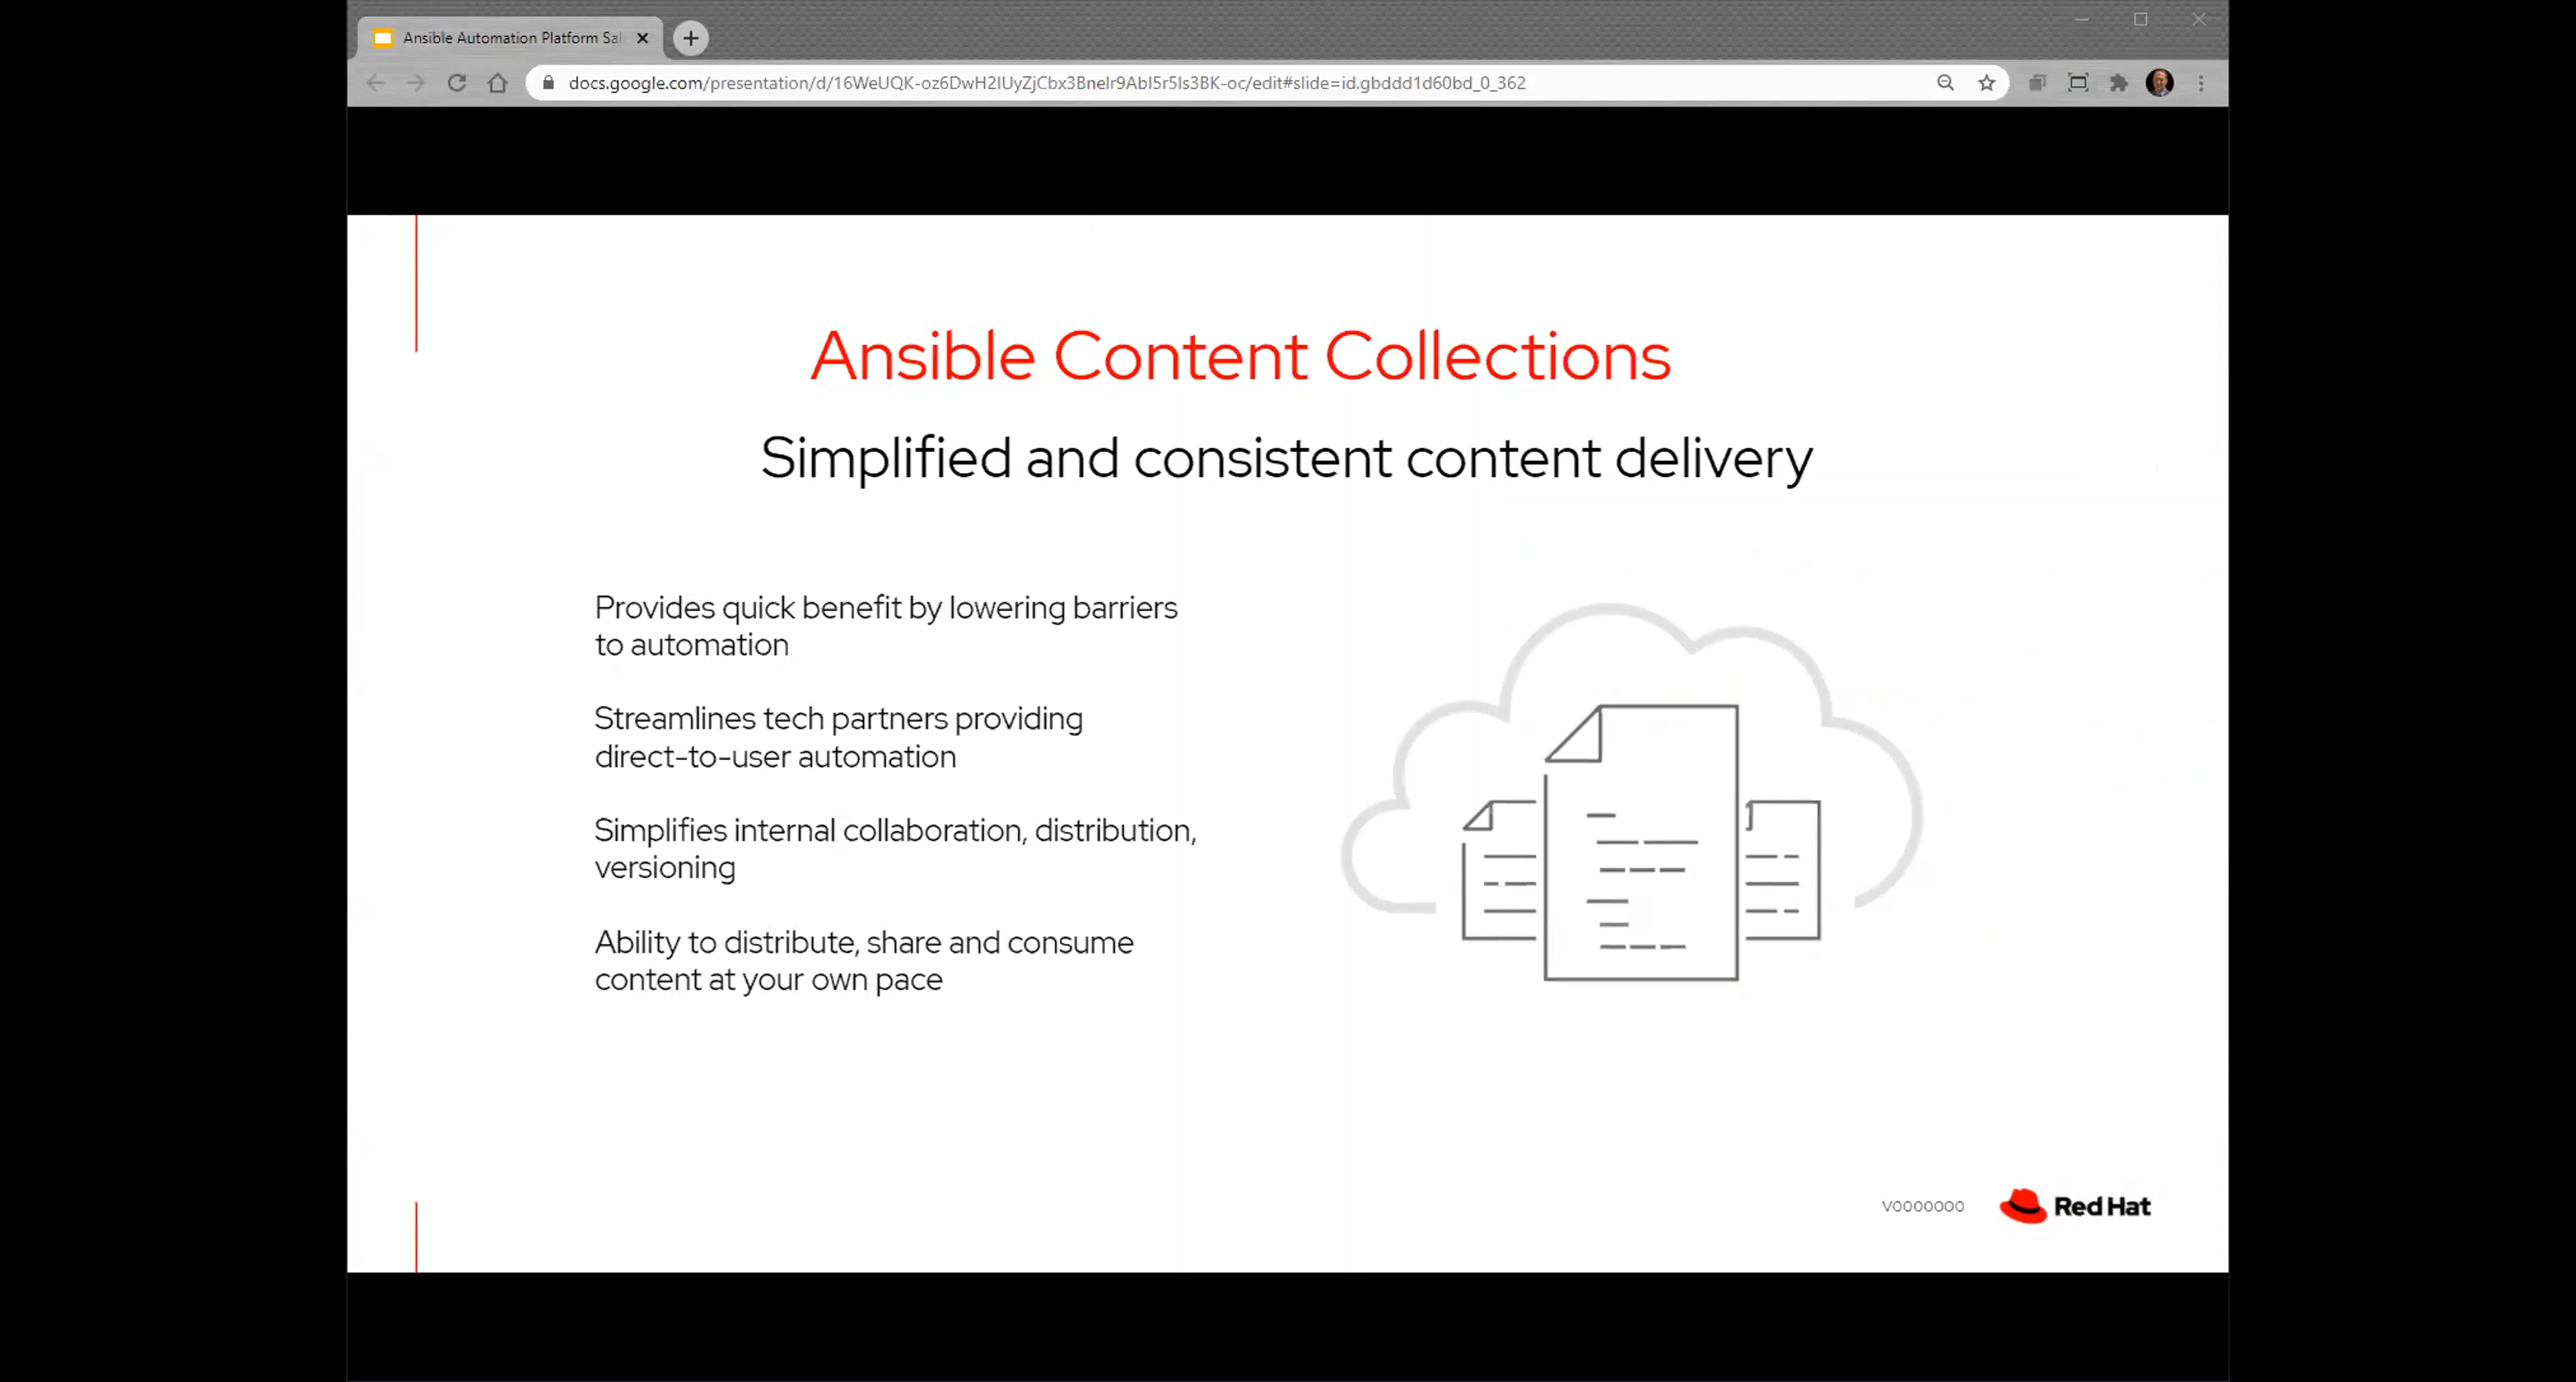 Ansible Automation Platform Sal
docs.google.com/presentation/d/16WeUQK-oz6DwH2IUyZjCbx3BneIr9AbI5r5Is3BK-oc/edit#slide=id.gbddd1d60bd_0_362
Ansible Content Collections
Simplified and consistent content delivery
Provides quick benefit by lowering barriers
to automation
Streamlines tech partners providing
direct-to-user automation
Simplifies internal collaboration, distribution,
versioning
Ability to distribute, share and consume
content at your own pace
V0000000
Red Hat